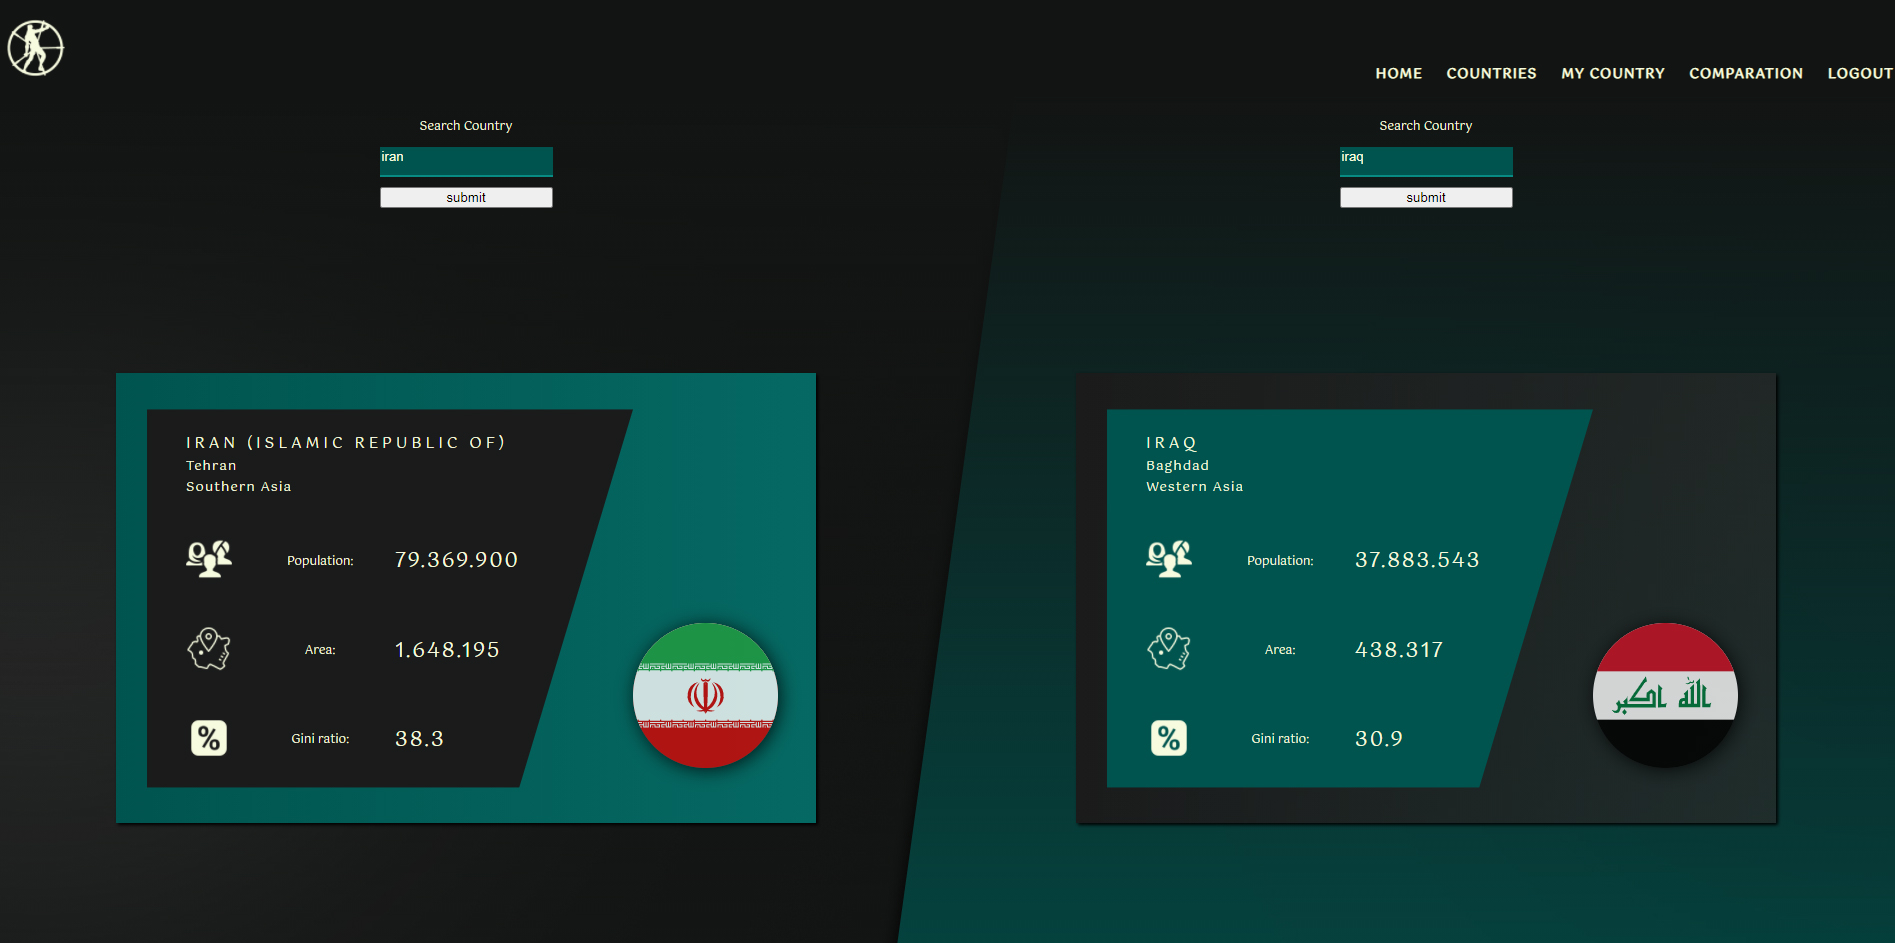 HOME COUNTRIES MY COUNTRY COMPARATION LOGOUT
Search Country
iran
submit
Search Country
iraq
submit
IRAN (ISLAMIC REPUBLIC OF)
Tehran
Southern Asia
Population: 79.369.900
Area: 1.648.195
% Gini ratio: 38.3
IRAQ
Baghdad
Western Asia
Population: 37.883.543
Area: 438.317
% Gini ratio: 30.9
الله اكبر